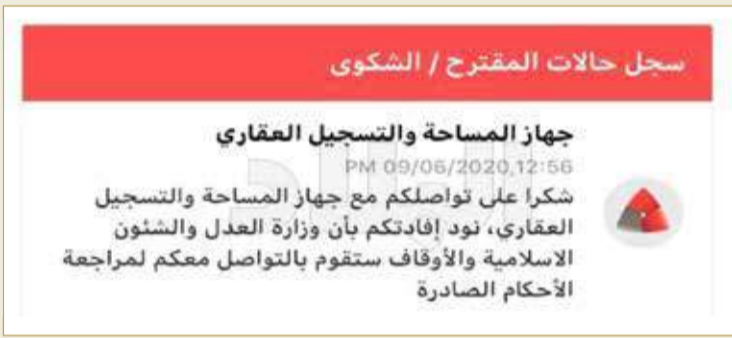 سجل حالات المقترح / الشكوى
جهاز المساحة والتسجيل العقاري
PM 09/06/2020,12:56
شكرا على تواصلكم مع جهاز المساحة والتسجيل
العقاري، نود إفادتكم بأن وزارة العدل والشئون
الاسلامية والأوقاف ستقوم بالتواصل معكم لمراجعة
الأحكام الصادرة